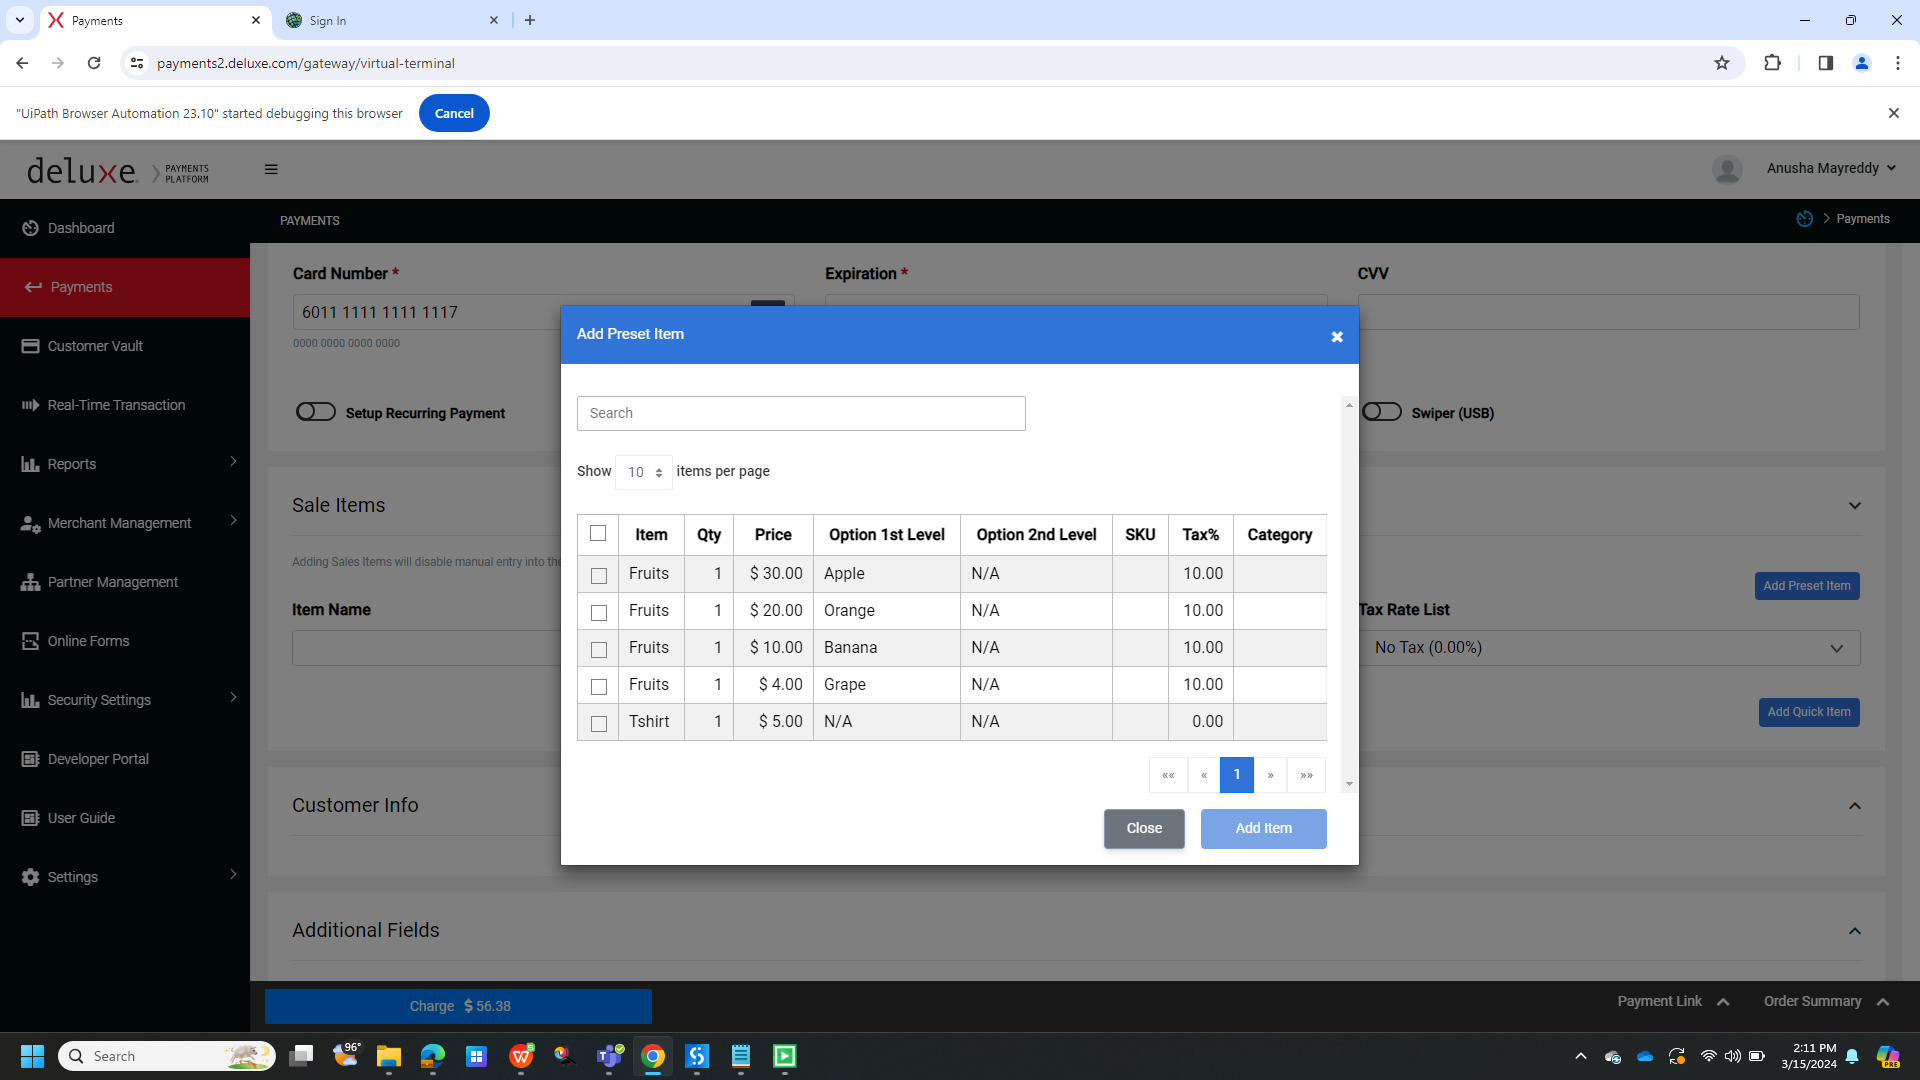 Payments
Sign In
payments2.deluxe.com/gateway/virtual-terminal
"UiPath Browser Automation 23.10" started debugging this browser
Cancel
deluxe.
PAYMENTS
PLATFORM
Anusha Mayreddy
Dashboard
Payments
Customer Vault
Real-Time Transaction
Reports
Merchant Management
Partner Management
Online Forms
Security Settings
Developer Portal
User Guide
Settings
PAYMENTS
Payments
Card Number *
Expiration *
CVV
6011 1111 1111 1117
0000 0000 0000 0000
Setup Recurring Payment
Swiper (USB)
Sale Items
Adding Sales Items will disable manual entry into the
Add Preset Item
Item Name
Tax Rate List
No Tax (0.00%)
Add Quick Item
Customer Info
Additional Fields
Add Preset Item
Search
Show 10 items per page
Item Qty Price Option 1st Level Option 2nd Level SKU Tax% Category
Fruits 1 $ 30.00 Apple N/A 10.00
Fruits 1 $ 20.00 Orange N/A 10.00
Fruits 1 $ 10.00 Banana N/A 10.00
Fruits 1 $ 4.00 Grape N/A 10.00
Tshirt 1 $ 5.00 N/A N/A 0.00
«« « 1 » »»
Close
Add Item
Charge $ 56.38
Payment Link
Order Summary
Search
96°
2:11 PM
3/15/2024
PRE